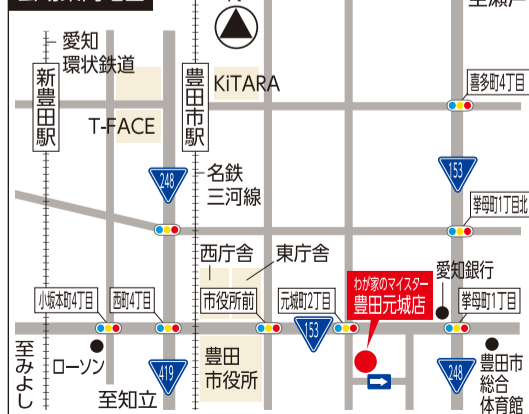 愛知
環状鉄道
新豊田駅
豊田市駅
KiTARA
T-FACE
喜多町4丁目
248
名鉄
三河線
153
挙母町1丁目北
西庁舎
東庁舎
わが家のマイスター
豊田元城店
愛知銀行
小坂本町4丁目
西町4丁目
市役所前
元城町2丁目
挙母町1丁目
153
至みよし
ローソン
至知立
419
豊田
市役所
248
豊田市
総合
体育館